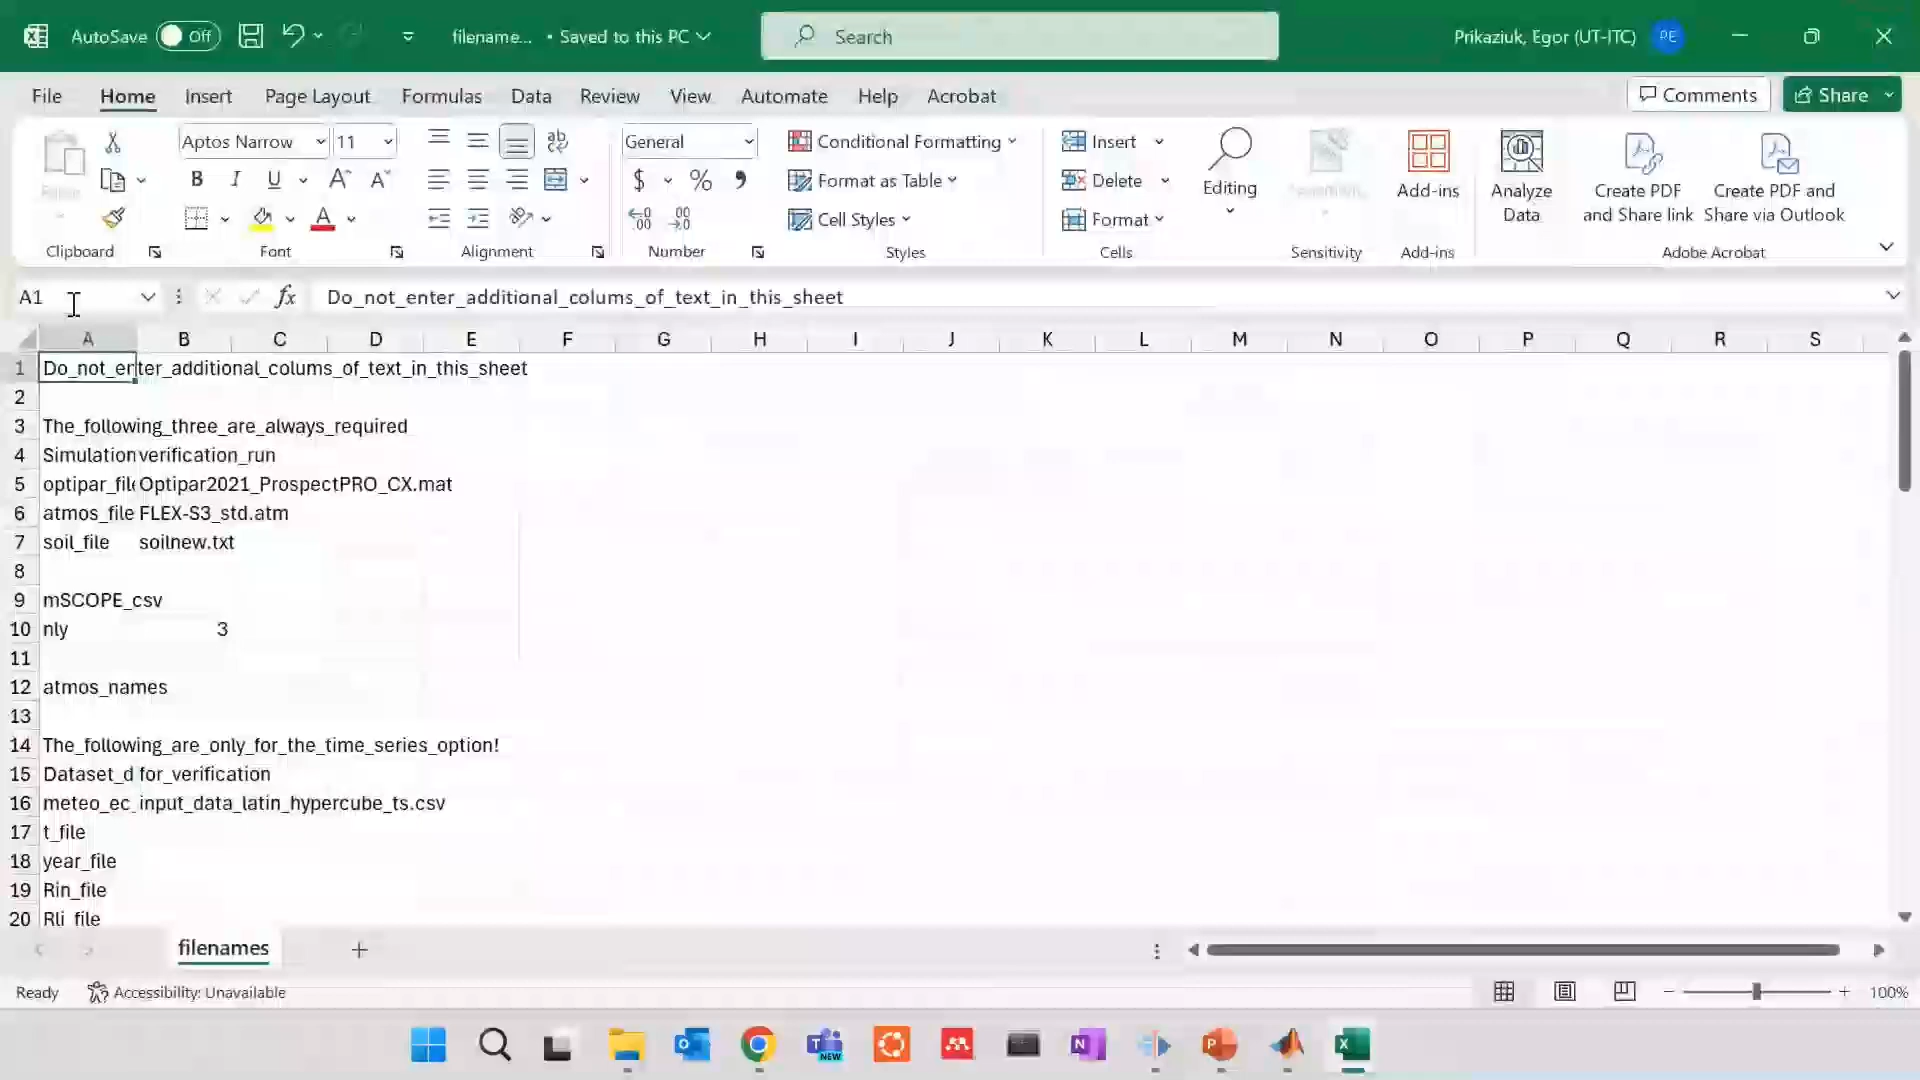 AutoSave Off filename... • Saved to this PC Search Prikaziuk, Egor (UT-ITC) PE
File Home Insert Page Layout Formulas Data Review View Automate Help Acrobat Comments Share
Aptos Narrow 11 General Conditional Formatting Insert
B I U A A $ % Format as Table Delete Editing Add-ins Analyze Data Create PDF and Share link Create PDF and Share via Outlook
Cell Styles Format
Clipboard Font Alignment Number Styles Cells Sensitivity Add-ins Adobe Acrobat
A1 fx Do_not_enter_additional_colums_of_text_in_this_sheet
A B C D E F G H I J K L M N O P Q R S
1 Do_not_enter_additional_colums_of_text_in_this_sheet
2
3 The_following_three_are_always_required
4 Simulation verification_run
5 optipar_file Optipar2021_ProspectPRO_CX.mat
6 atmos_file FLEX-S3_std.atm
7 soil_file soilnew.txt
8
9 mSCOPE_csv
10 nly 3
11
12 atmos_names
13
14 The_following_are_only_for_the_time_series_option!
15 Dataset_d for_verification
16 meteo_ec_ input_data_latin_hypercube_ts.csv
17 t_file
18 year_file
19 Rin_file
20 Rli_file
filenames
Ready Accessibility: Unavailable 100%
NEW